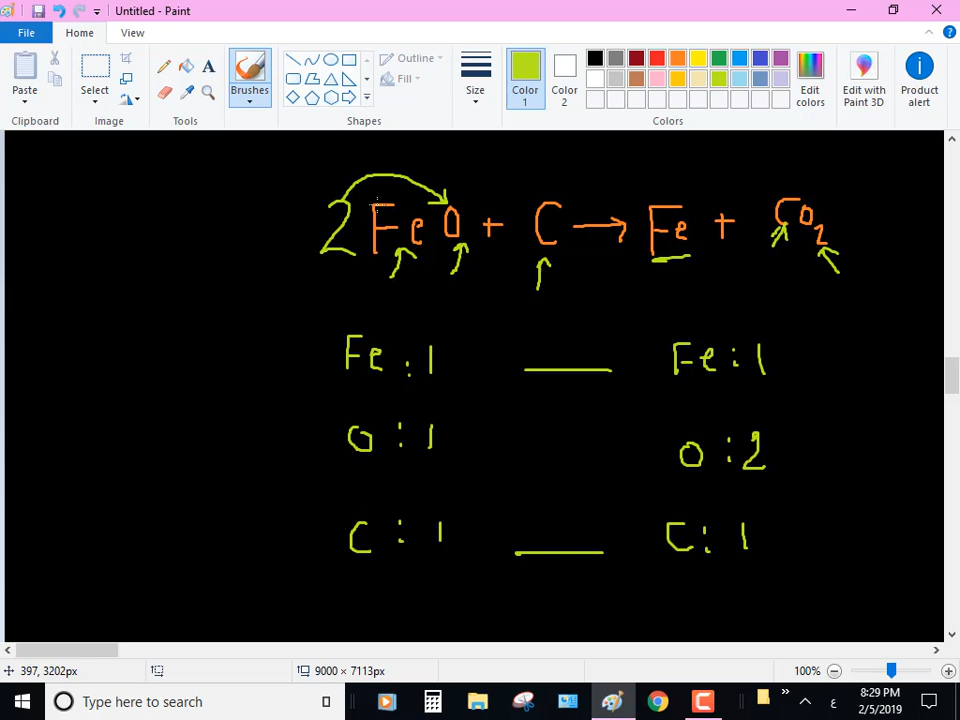 Untitled - Paint
File Home View
Paste Select Brushes Outline Fill Size Color 1 Color 2 Edit colors Edit with Paint 3D Product alert
Clipboard Image Tools Shapes Colors
2 FeO + C → Fe + CO2
Fe : 1 Fe : 1
O : 1 O : 2
C : 1 C : 1
397, 3202px 9000 × 7113px 100%
Type here to search
ع
8:29 PM
2/5/2019